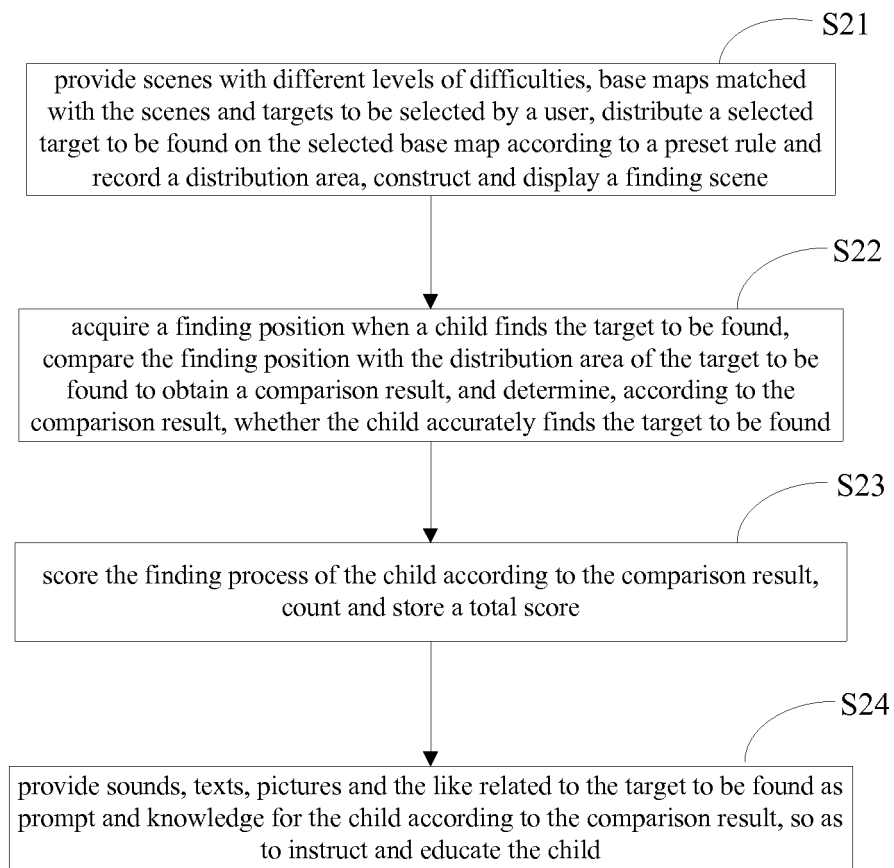 S21
provide scenes with different levels of difficulties, base maps matched
with the scenes and targets to be selected by a user, distribute a selected
target to be found on the selected base map according to a preset rule and
record a distribution area, construct and display a finding scene
S22
acquire a finding position when a child finds the target to be found,
compare the finding position with the distribution area of the target to be
found to obtain a comparison result, and determine, according to the
comparison result, whether the child accurately finds the target to be found
S23
score the finding process of the child according to the comparison result,
count and store a total score
S24
provide sounds, texts, pictures and the like related to the target to be found as
prompt and knowledge for the child according to the comparison result, so as
to instruct and educate the child